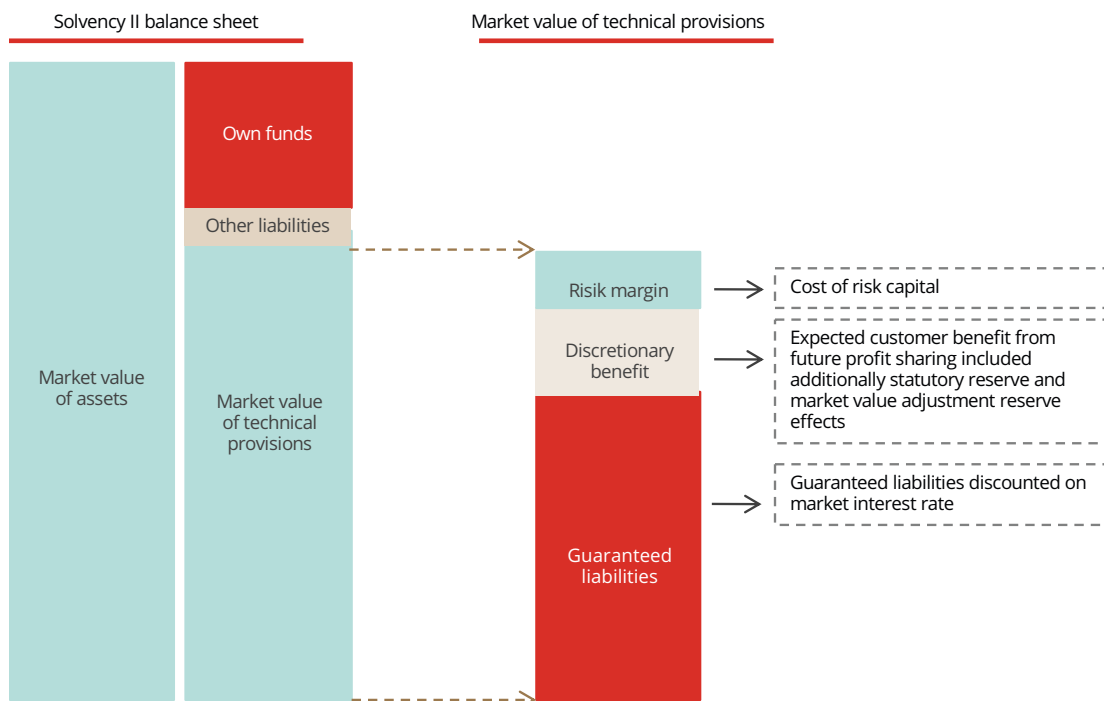 Solvency II balance sheet
Market value of technical provisions
Own funds
Other liabilities
Market value
of assets
Market value
of technical
provisions
Risik margin
Discretionary
benefit
Guaranteed
liabilities
Cost of risk capital
Expected customer benefit from
future profit sharing included
additionally statutory reserve and
market value adjustment reserve
effects
Guaranteed liabilities discounted on
market interest rate